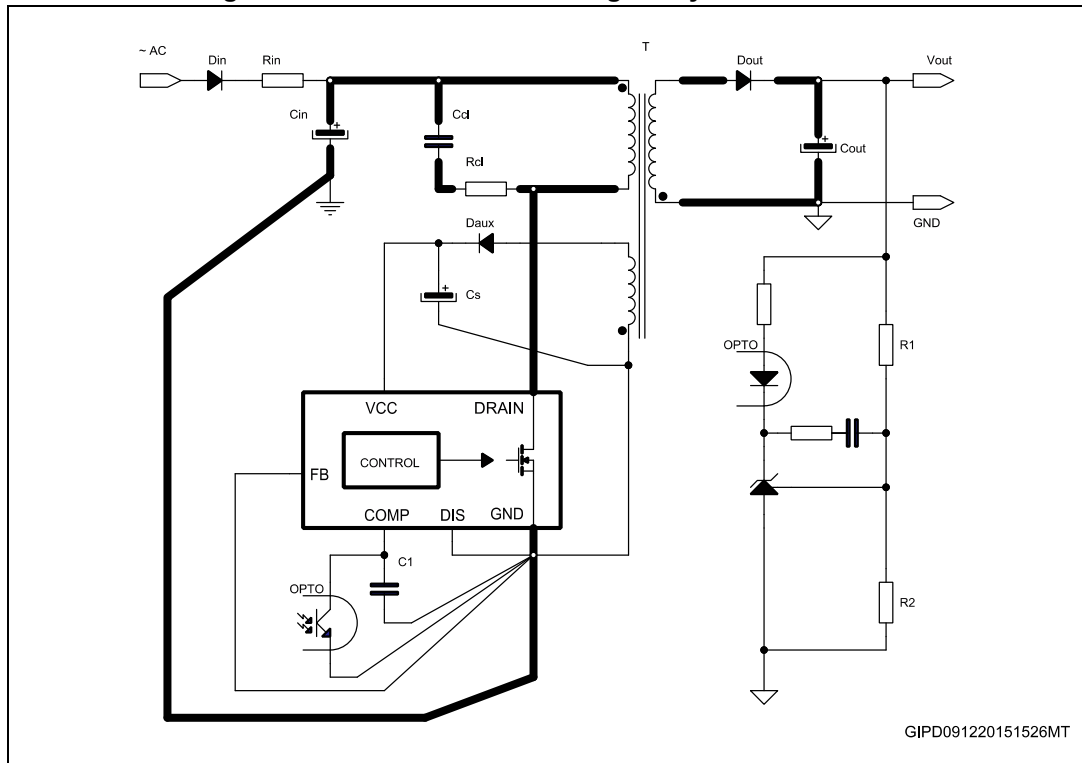 ~ AC
Din
Rin
T
Dout
Vout
Cin
+
Ccl
Rcl
+
Cout
GND
Daux
+
Cs
OPTO
R1
VCC
DRAIN
CONTROL
FB
COMP
DIS
GND
C1
OPTO
R2
GIPD091220151526MT